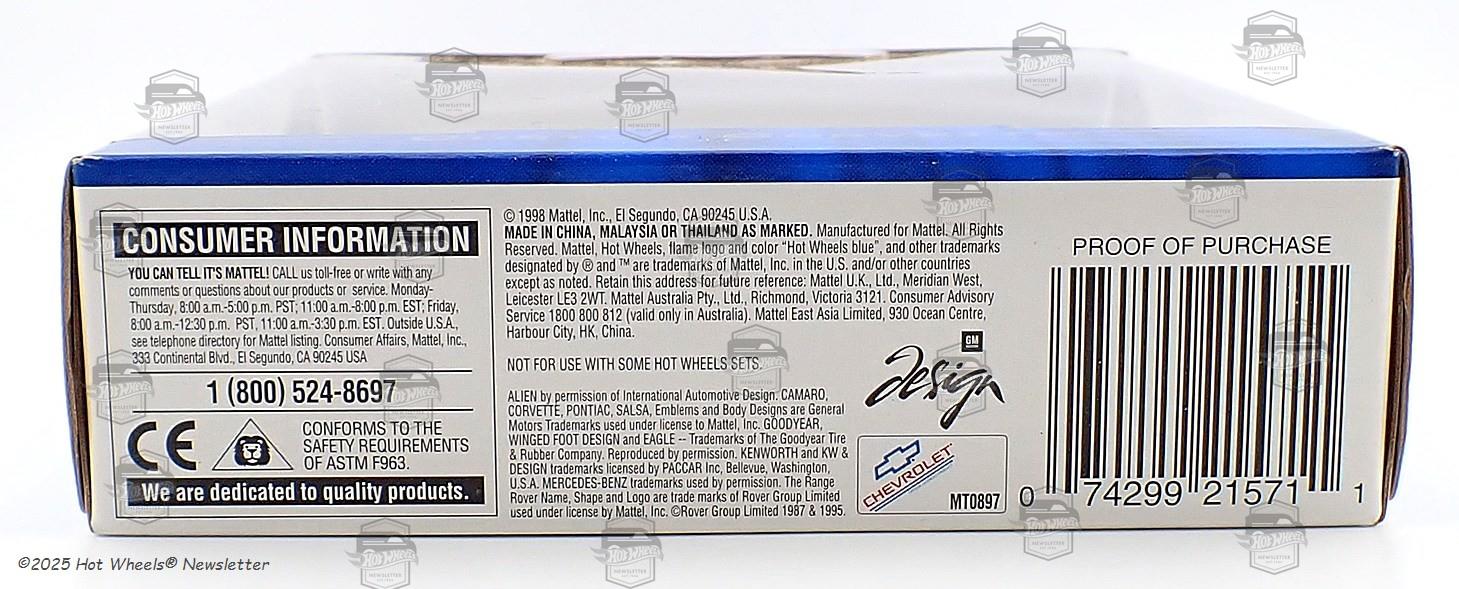 CONSUMER INFORMATION
YOU CAN TELL IT'S MATTEL! CALL us toll-free or write with any
comments or questions about our products or service. Monday-
Thursday, 8:00 a.m.-5:00 p.m. PST; 11:00 a.m.-8:00 p.m. EST; Friday,
8:00 a.m.-12:30 p.m. PST, 11:00 a.m.-3:30 p.m. EST. Outside U.S.A.,
see telephone directory for Mattel listing. Consumer Affairs, Mattel, Inc.,
333 Continental Blvd., El Segundo, CA 90245 USA
1 (800) 524-8697
CE
CONFORMS TO THE
SAFETY REQUIREMENTS
OF ASTM F963.
We are dedicated to quality products.
© 1998 Mattel, Inc., El Segundo, CA 90245 U.S.A.
MADE IN CHINA, MALAYSIA OR THAILAND AS MARKED. Manufactured for Mattel. All Rights
Reserved. Mattel, Hot Wheels, flame logo and color “Hot Wheels blue”, and other trademarks
designated by ® and ™ are trademarks of Mattel, Inc. in the U.S. and/or other countries
except as noted. Retain this address for future reference: Mattel U.K., Ltd., Meridian West,
Leicester LE3 2WT. Mattel Australia Pty., Ltd., Richmond, Victoria 3121. Consumer Advisory
Service 1800 800 812 (valid only in Australia). Mattel East Asia Limited, 930 Ocean Centre,
Harbour City, HK, China.
NOT FOR USE WITH SOME HOT WHEELS SETS.
ALIEN by permission of International Automotive Design. CAMARO,
CORVETTE, PONTIAC, SALSA, Emblems and Body Designs are General
Motors Trademarks used under license to Mattel, Inc. GOODYEAR,
WINGED FOOT DESIGN and EAGLE -- Trademarks of The Goodyear Tire
& Rubber Company. Reproduced by permission. KENWORTH and KW &
DESIGN trademarks licensed by PACCAR Inc, Bellevue, Washington,
U.S.A. MERCEDES-BENZ trademarks used by permission. The Range
Rover Name, Shape and Logo are trade marks of Rover Group Limited
used under license by Mattel, Inc. ©Rover Group Limited 1987 & 1995.
GM
design
CHEVROLET
MT0897
PROOF OF PURCHASE
0 74299 21571 1
©2025 Hot Wheels® Newsletter
Hot Wheels
NEWSLETTER